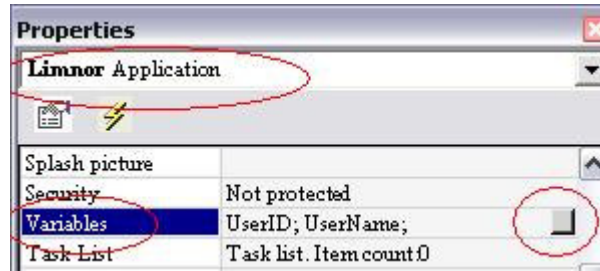 Properties
Limnor Application
Splash picture
Security Not protected
Variables UserID; UserName;
Task List Task list. Item count:0